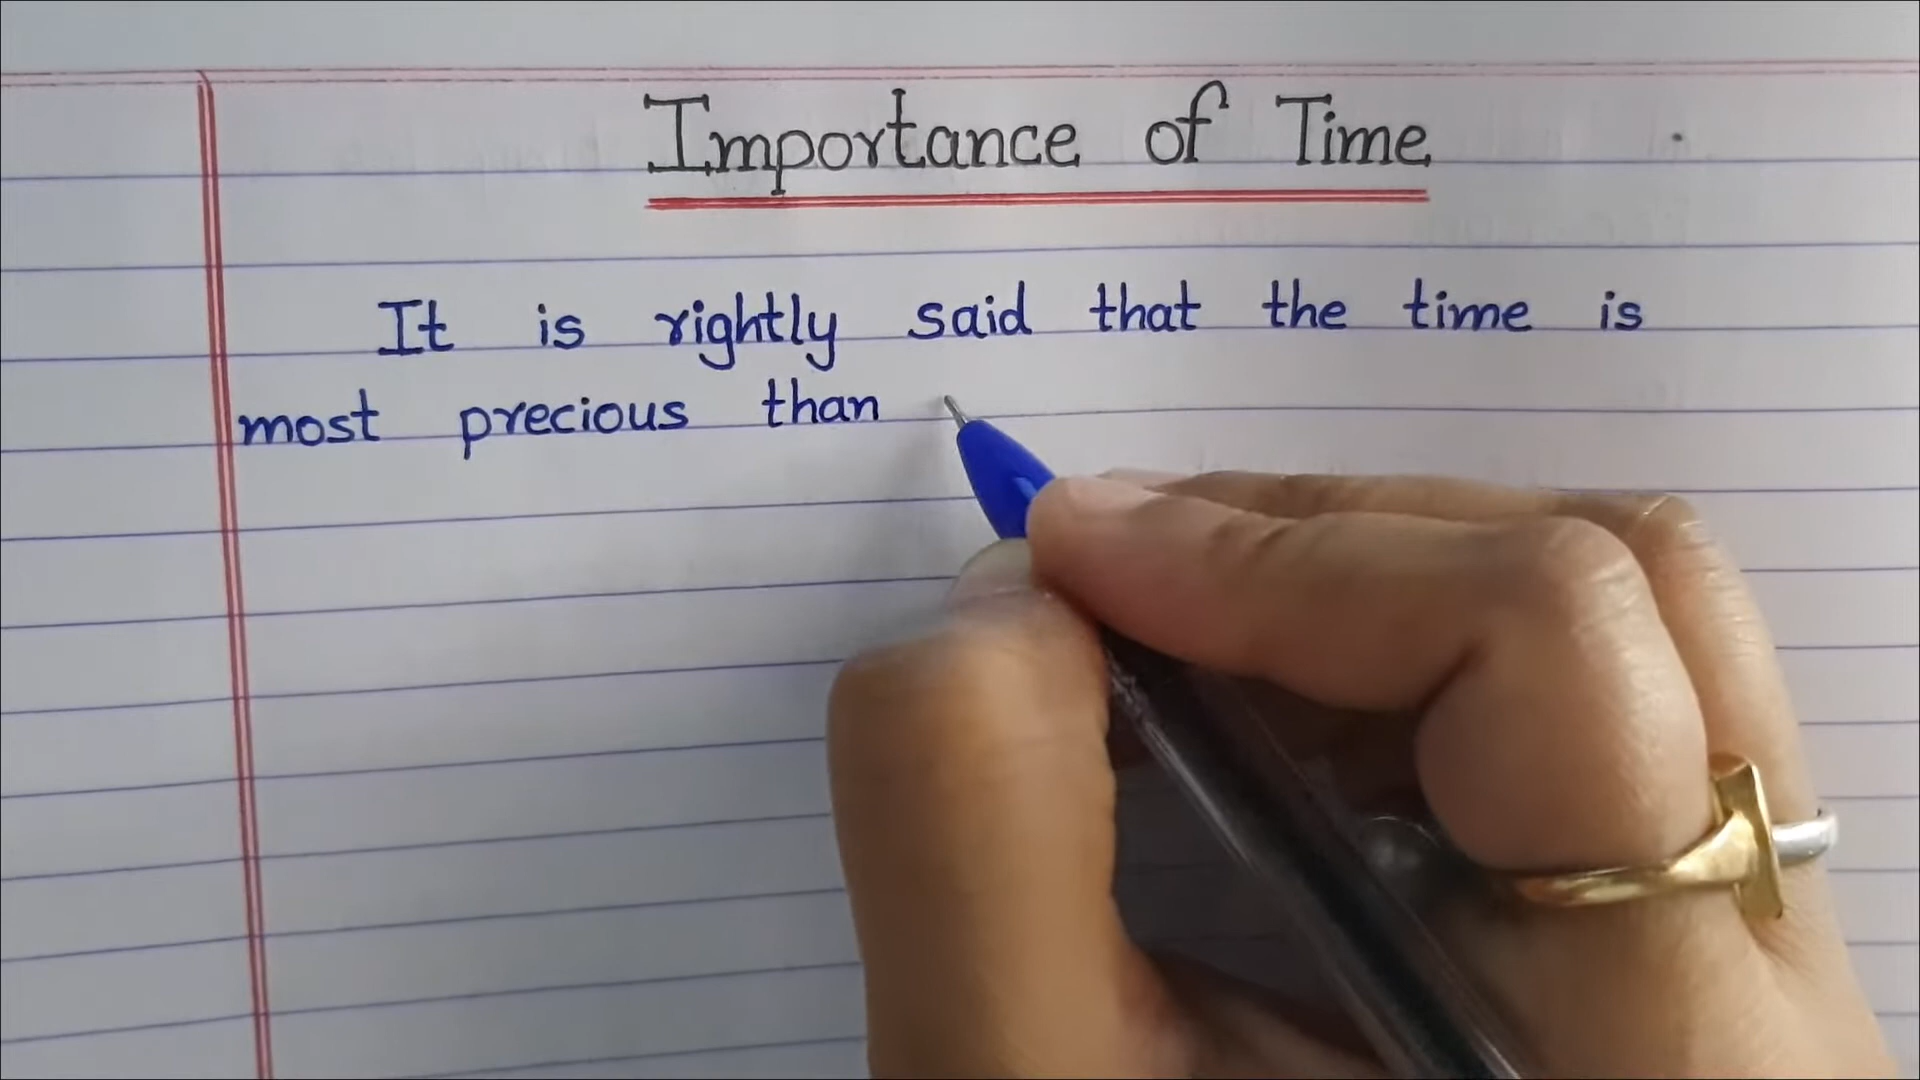 Importance of Time
It is rightly said that the time is
most precious than